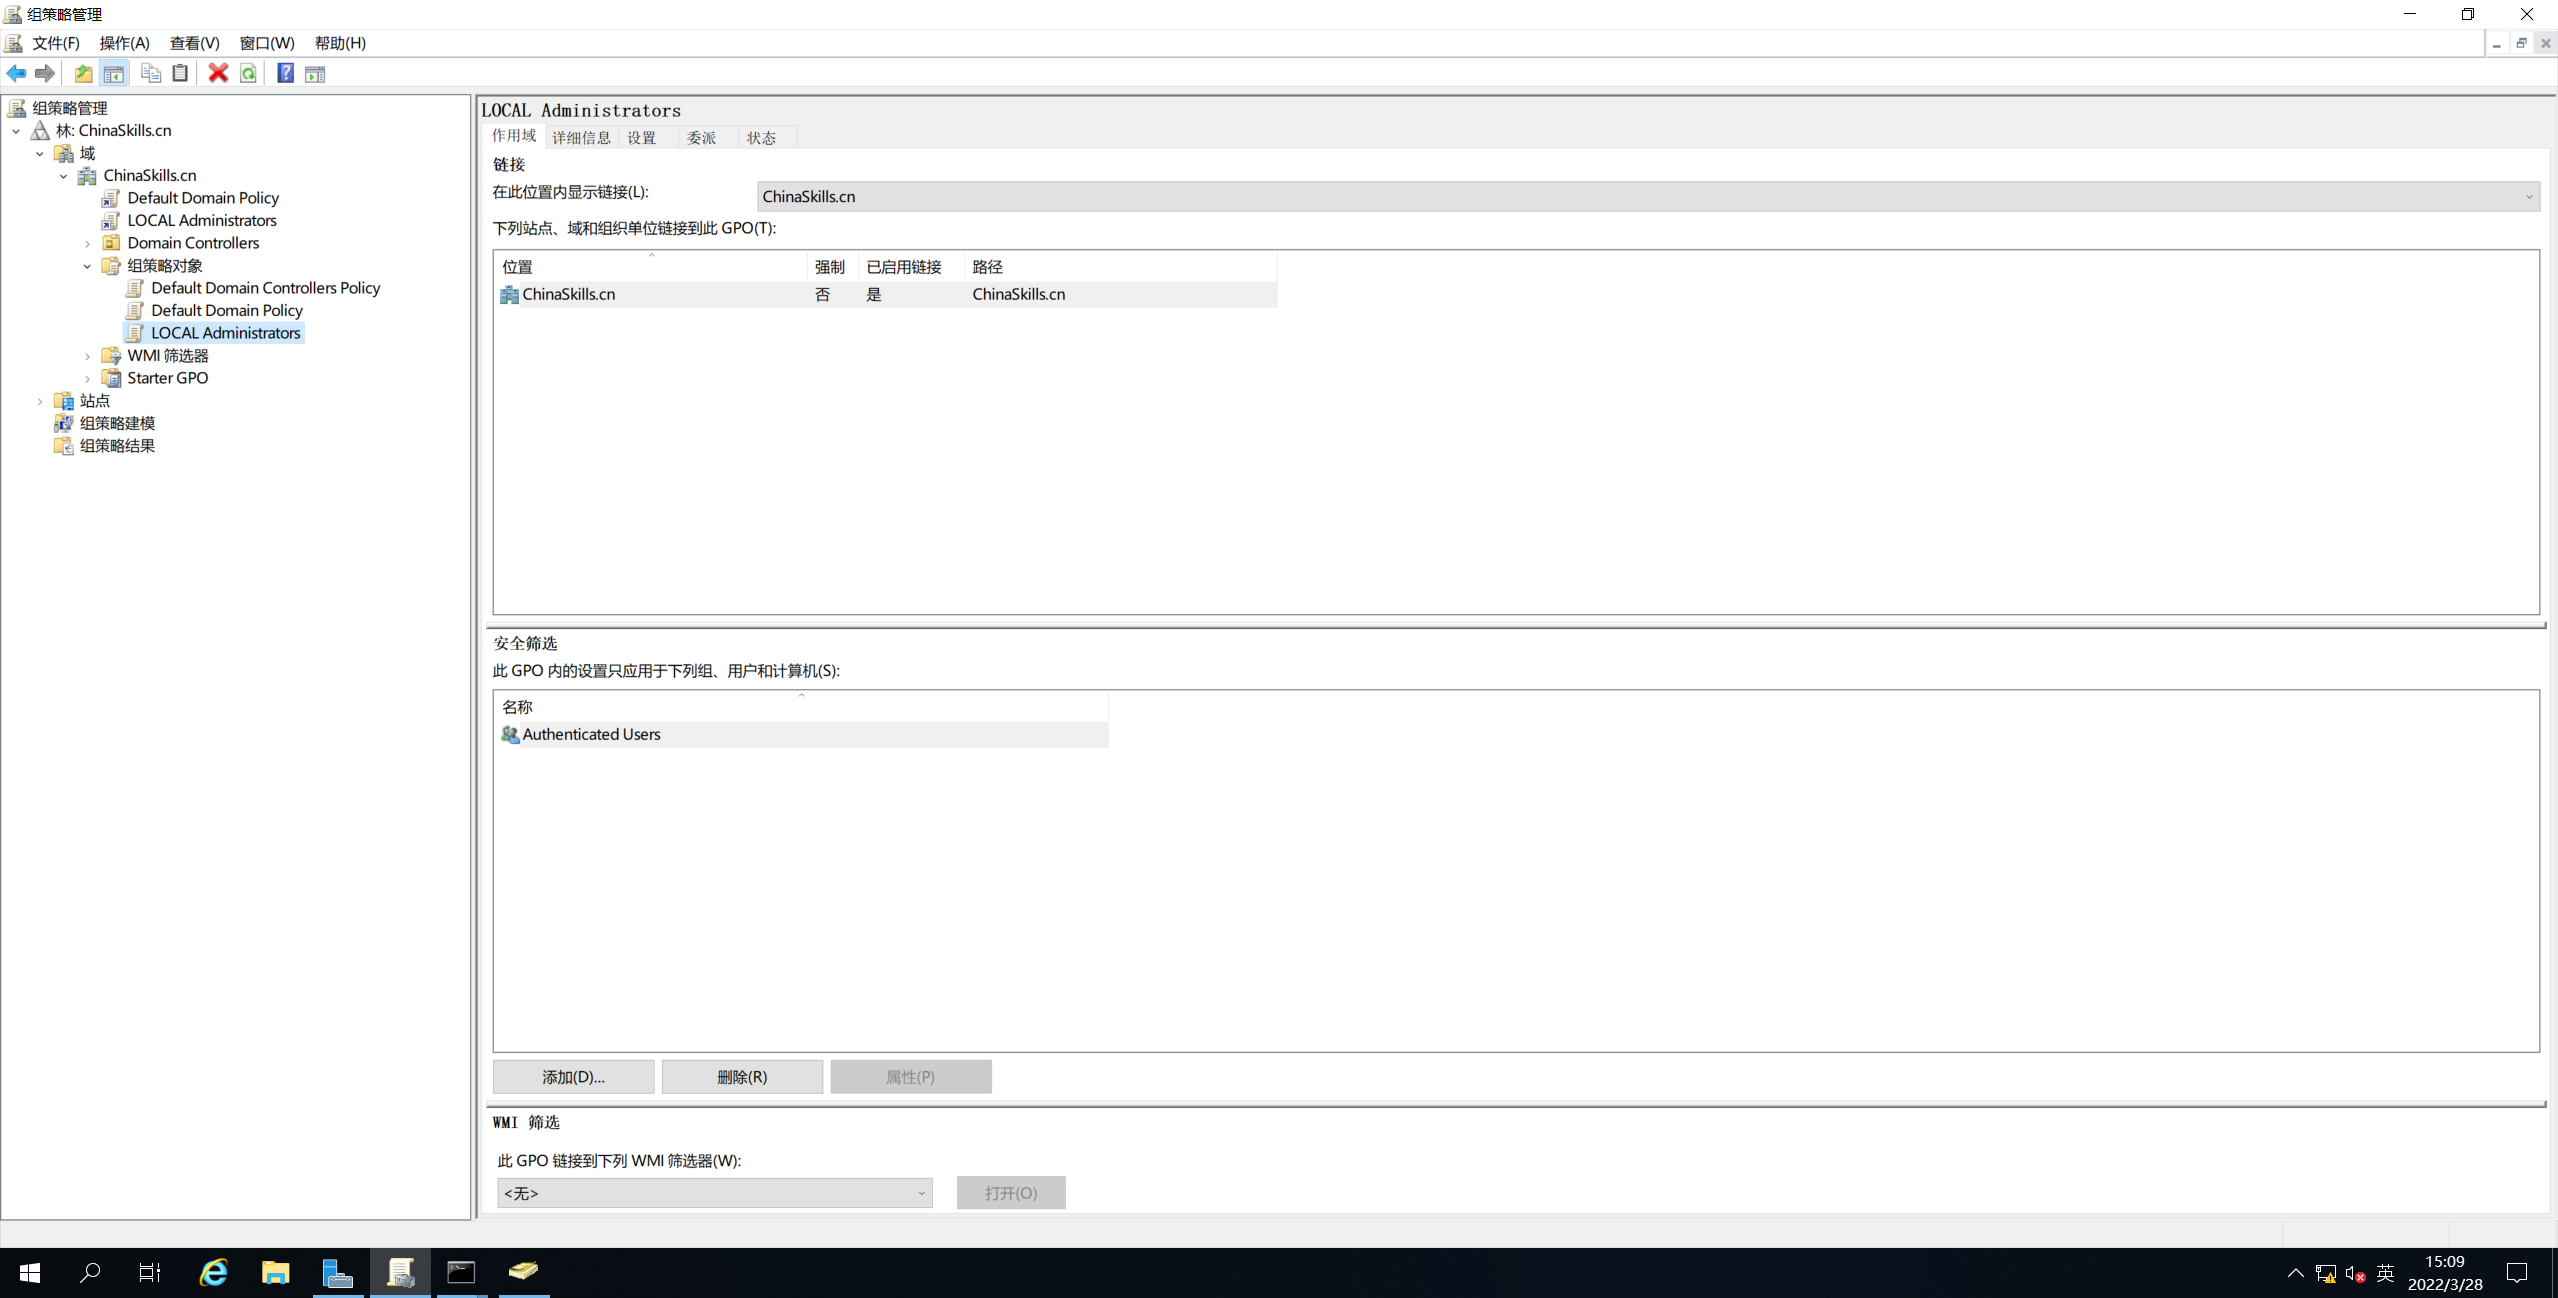 组策略管理
文件(F) 操作(A) 查看(V) 窗口(W) 帮助(H)
组策略管理
林: ChinaSkills.cn
域
ChinaSkills.cn
Default Domain Policy
LOCAL Administrators
Domain Controllers
组策略对象
Default Domain Controllers Policy
Default Domain Policy
LOCAL Administrators
WMI 筛选器
Starter GPO
站点
组策略建模
组策略结果
LOCAL Administrators
作用域 详细信息 设置 委派 状态
链接
在此位置内显示链接(L): ChinaSkills.cn
下列站点、域和组织单位链接到此 GPO(T):
位置 强制 已启用链接 路径
ChinaSkills.cn 否 是 ChinaSkills.cn
安全筛选
此 GPO 内的设置只应用于下列组、用户和计算机(S):
名称
Authenticated Users
添加(D)... 删除(R) 属性(P)
WMI 筛选
此 GPO 链接到下列 WMI 筛选器(W):
<无> 打开(O)
英
15:09
2022/3/28